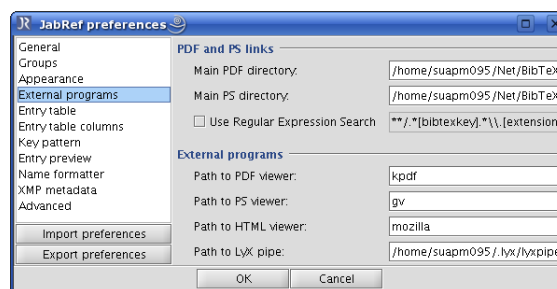 JabRef preferences
General
Groups
Appearance
External programs
Entry table
Entry table columns
Key pattern
Entry preview
Name formatter
XMP metadata
Advanced
Import preferences
Export preferences
PDF and PS links
Main PDF directory: /home/suapm095/Net/BibTeX
Main PS directory: /home/suapm095/Net/BibTeX
Use Regular Expression Search **/.*[bibtexkey].*\\.[extension
External programs
Path to PDF viewer: kpdf
Path to PS viewer: gv
Path to HTML viewer: mozilla
Path to LyX pipe: /home/suapm095/.lyx/lyxpipe
OK Cancel